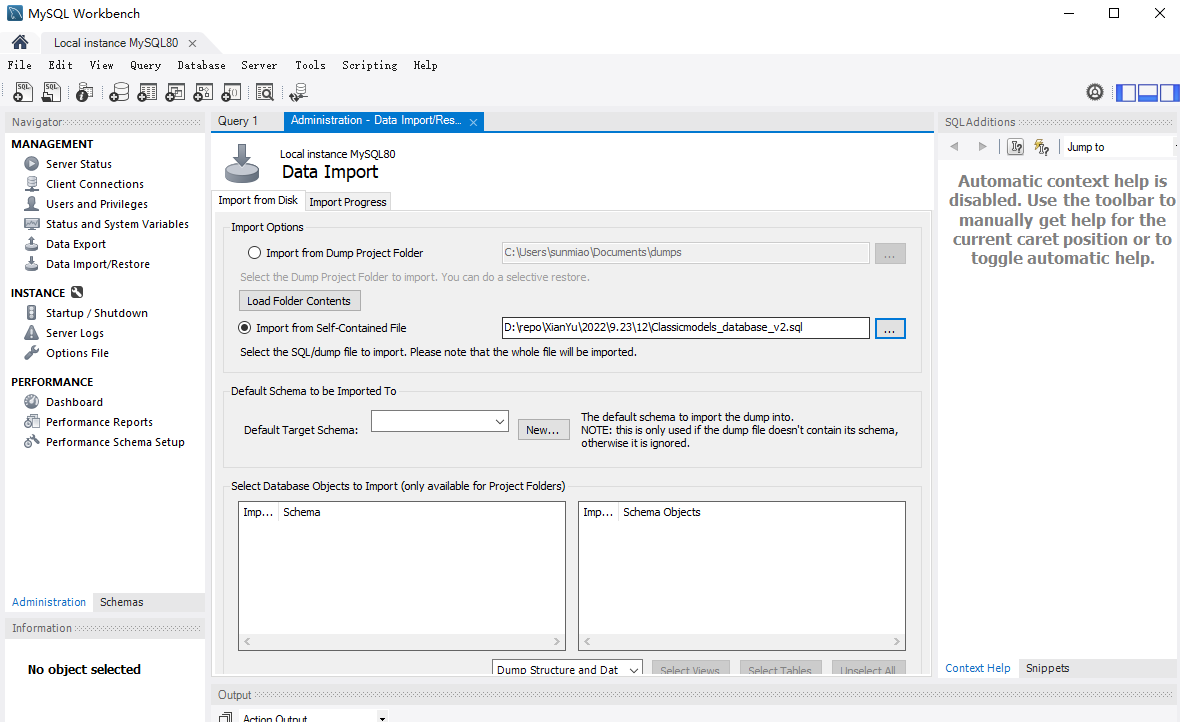 MySQL Workbench
Local instance MySQL80
File Edit View Query Database Server Tools Scripting Help
Navigator
MANAGEMENT
Server Status
Client Connections
Users and Privileges
Status and System Variables
Data Export
Data Import/Restore
INSTANCE
Startup / Shutdown
Server Logs
Options File
PERFORMANCE
Dashboard
Performance Reports
Performance Schema Setup
Administration Schemas
Information
No object selected
Query 1 Administration - Data Import/Res...
Local instance MySQL80
Data Import
Import from Disk Import Progress
Import Options
Import from Dump Project Folder C:\Users\sunmiao\Documents\dumps ...
Select the Dump Project Folder to import. You can do a selective restore.
Load Folder Contents
Import from Self-Contained File D:\repo\XianYu\2022\9.23\12\Classicmodels_database_v2.sql ...
Select the SQL/dump file to import. Please note that the whole file will be imported.
Default Schema to be Imported To
Default Target Schema: New...
The default schema to import the dump into.
NOTE: this is only used if the dump file doesn't contain its schema,
otherwise it is ignored.
Select Database Objects to Import (only available for Project Folders)
Imp... Schema
Imp... Schema Objects
Dump Structure and Dat Select Views Select Tables Unselect All
Output
Action Output
SQLAdditions
Jump to
Automatic context help is
disabled. Use the toolbar to
manually get help for the
current caret position or to
toggle automatic help.
Context Help Snippets